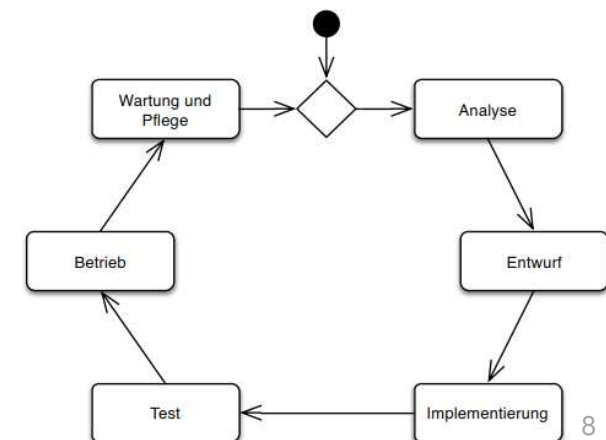 Wartung und
Pflege
Analyse
Betrieb
Entwurf
Test
Implementierung
8